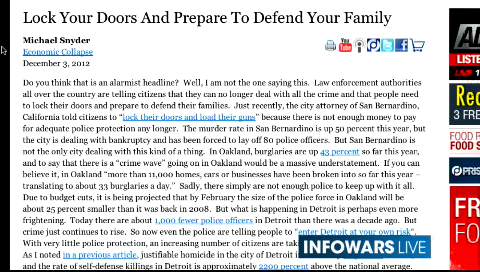 Lock Your Doors And Prepare To Defend Your Family
Michael Snyder
Economic Collapse
December 3, 2012
Do you think that is an alarmist headline? Well, I am not the one saying this. Law enforcement authorities
all over the country are telling citizens that they can no longer deal with all the crime and that people need
to lock their doors and prepare to defend their families. Just recently, the city attorney of San Bernardino,
California told citizens to "lock their doors and load their guns" because there is not enough money to pay
for adequate police protection any longer. The murder rate in San Bernardino is up 50 percent this year, but
the city is dealing with bankruptcy and has been forced to lay off 80 police officers. But San Bernardino is
not the only city dealing with this kind of a thing. In Oakland, burglaries are up 43 percent so far this year,
and to say that there is a "crime wave" going on in Oakland would be a massive understatement. If you can
believe it, in Oakland "more than 11,000 homes, cars or businesses have been broken into so far this year –
translating to about 33 burglaries a day." Sadly, there simply are not enough police to keep up with it all.
Due to budget cuts, it is being projected that by February the size of the police force in Oakland will be
about 25 percent smaller than it was back in 2008. But what is happening in Detroit is perhaps even more
frightening. Today there are about 1,000 fewer police officers in Detroit than there was a decade ago. But
crime just continues to rise. So now even the police are telling people to "enter Detroit at your own risk".
With very little police protection, an increasing number of citizens are tak
As I noted in a previous article, justifiable homicide in the city of Detroit i
and the rate of self-defense killings in Detroit is approximately 2200 percent above the national average.
INFOWARS LIVE
You
Tube
A
LISTE
LIVE
Rec
3 FRE
FOOD
FOOD S
PRIS
FR